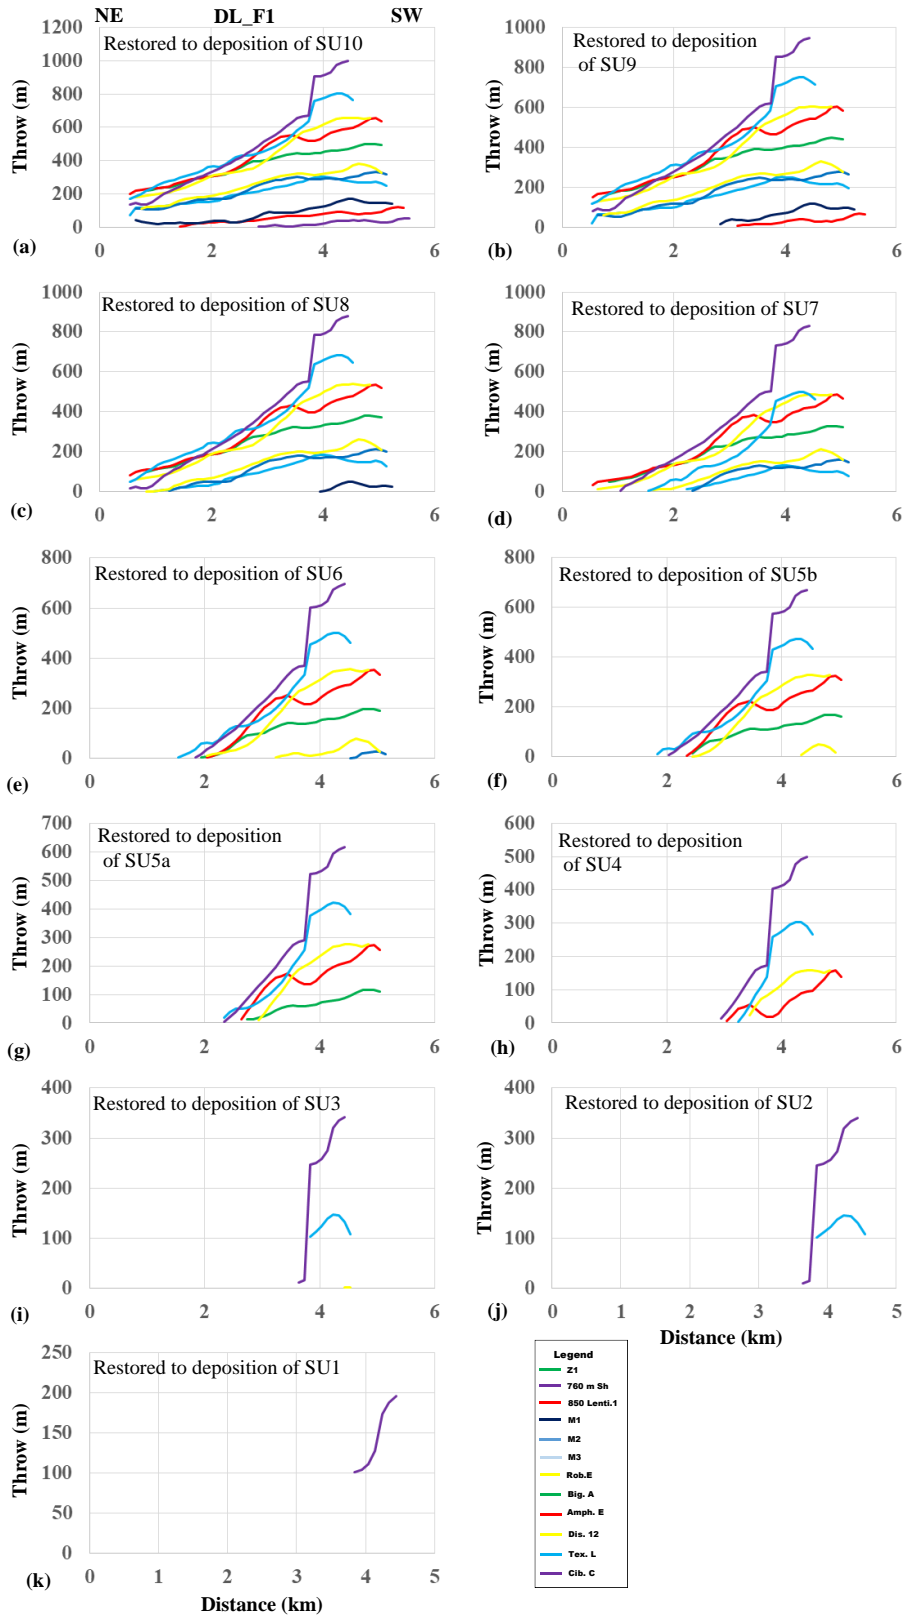 NE DL_F1 SW
1200
1000
800
600
400
200
0
Throw (m)
Restored to deposition of SU10
0 2 4 6
(a)
1000
800
600
400
200
0
Throw (m)
Restored to deposition
of SU9
0 2 4 6
(b)
1000
800
600
400
200
0
Throw (m)
Restored to deposition of SU8
0 2 4 6
(c)
1000
800
600
400
200
0
Throw (m)
Restored to deposition of SU7
0 2 4 6
(d)
800
600
400
200
0
Throw (m)
Restored to deposition of SU6
0 2 4 6
(e)
800
600
400
200
0
Throw (m)
Restored to deposition of SU5b
0 2 4 6
(f)
700
600
500
400
300
200
100
0
Throw (m)
Restored to deposition
of SU5a
0 2 4 6
(g)
600
500
400
300
200
100
0
Throw (m)
Restored to deposition
of SU4
0 2 4 6
(h)
400
300
200
100
0
Throw (m)
Restored to deposition of SU3
0 2 4 6
(i)
400
300
200
100
0
Throw (m)
Restored to deposition of SU2
0 1 2 3 4 5
(j)
Distance (km)
250
200
150
100
50
0
Throw (m)
Restored to deposition of SU1
0 1 2 3 4 5
(k)
Distance (km)
Legend
Z1
760 m Sh
850 Lenti.1
M1
M2
M3
Rob.E
Big. A
Amph. E
Dis. 12
Tex. L
Cib. C